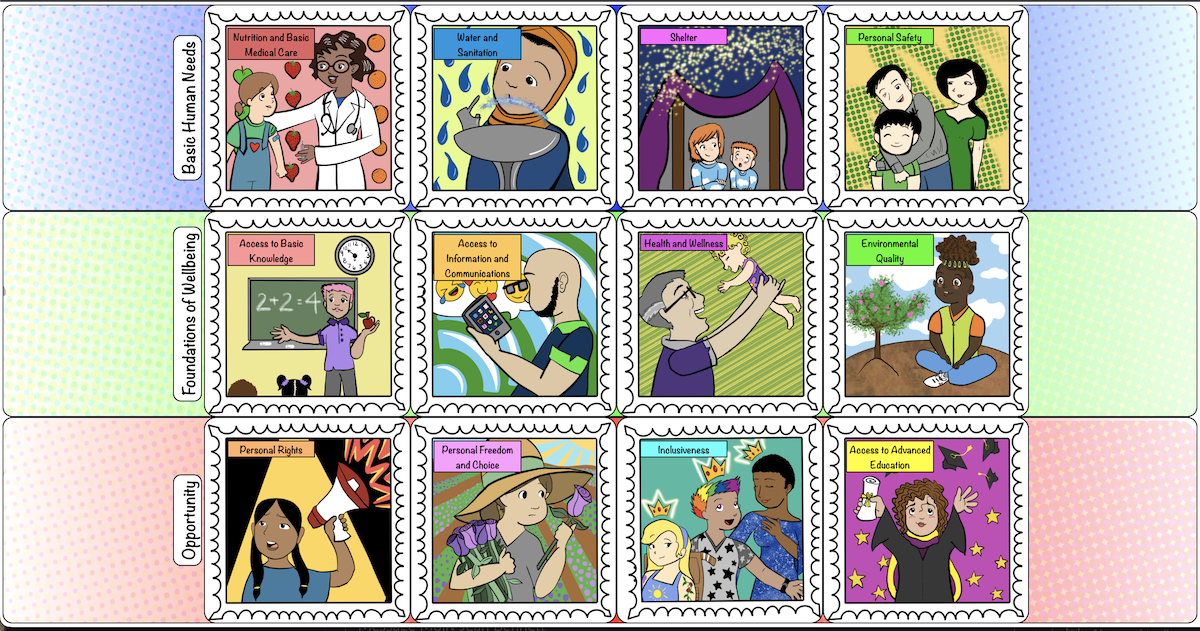 Basic Human Needs
Nutrition and Basic
Medical Care
Water and
Sanitation
Shelter
Personal Safety
Foundations of Wellbeing
Access to Basic
Knowledge
2+2=4
Access to
Information and
Communications
Health and Wellness
Environmental
Quality
Opportunity
Personal Rights
Personal Freedom
and Choice
Inclusiveness
Access to Advanced
Education